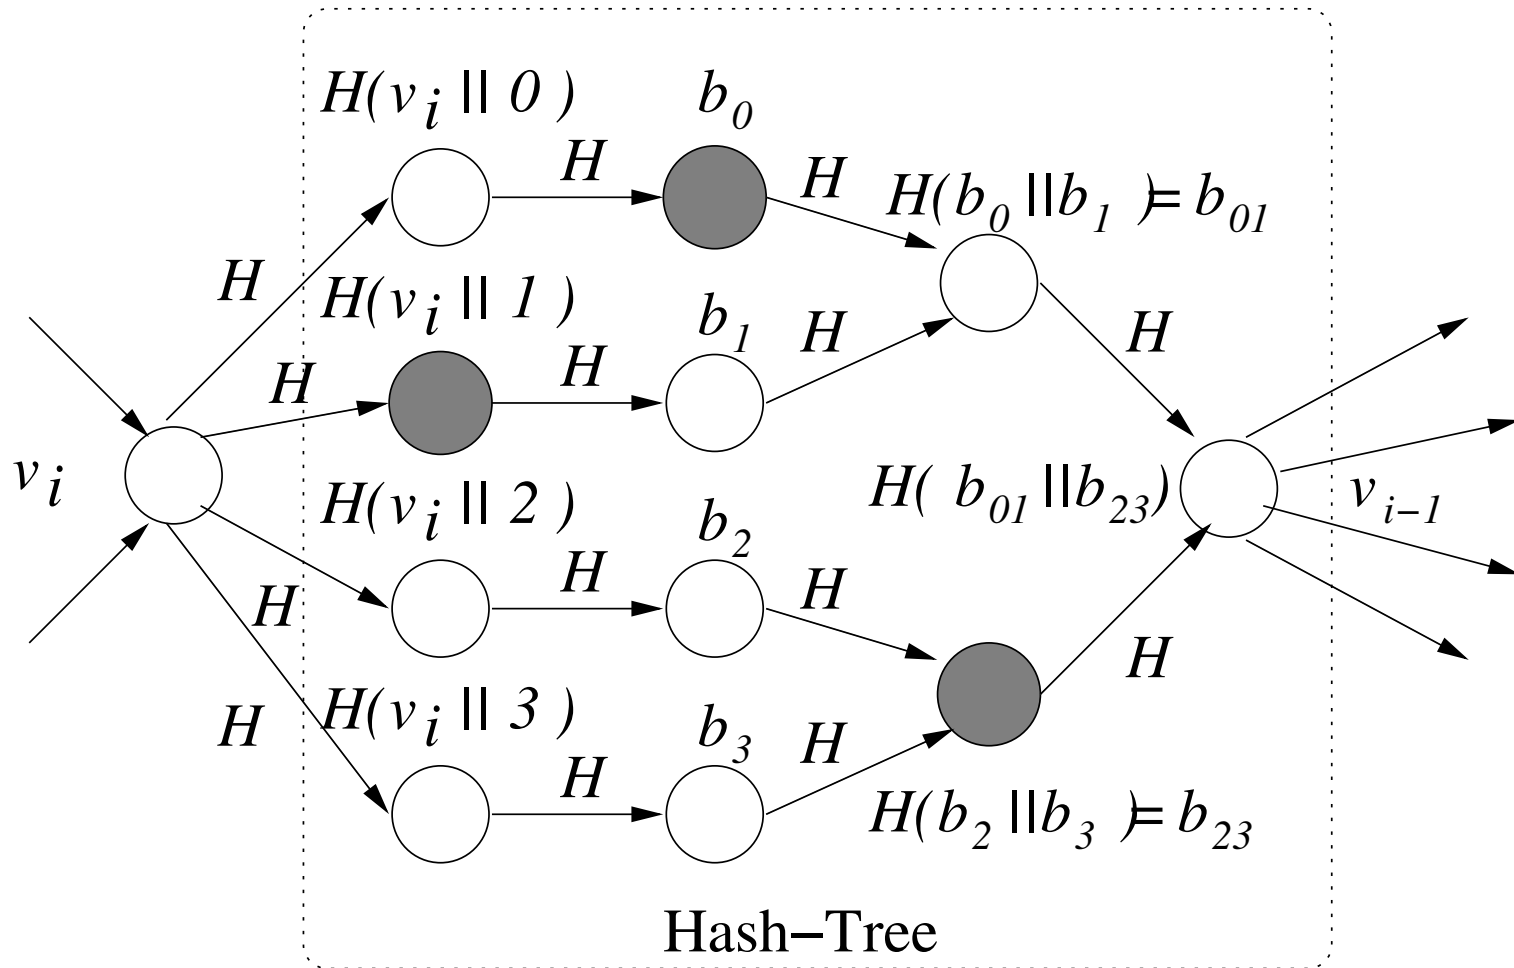 H(v_i || 0 ) b_0
H H
H(b_0 ||b_1 )= b_01
H
H(v_i || 1 ) b_1
H H
H H
v_i H(v_i || 2 ) H( b_01 ||b_23) v_i−1
b_2
H H H
H
H H(v_i || 3 ) b_3
H H
H(b_2 ||b_3 )= b_23
Hash−Tree